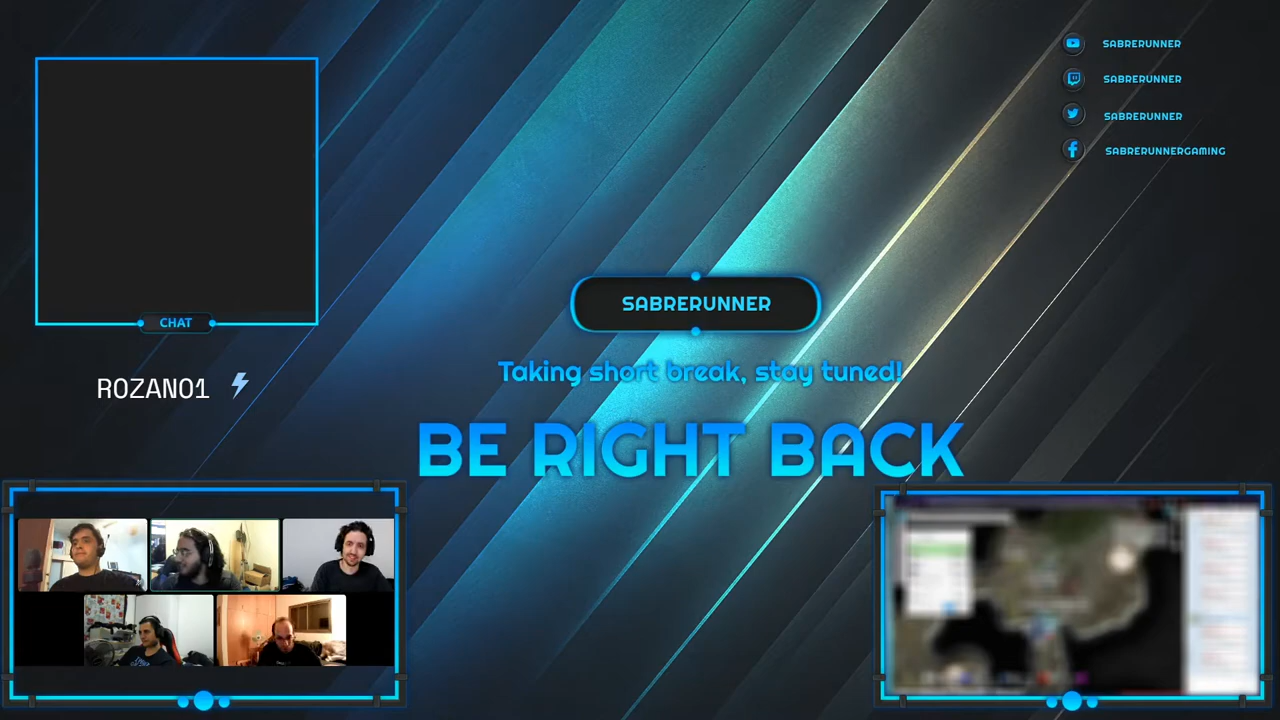 SABRERUNNER
SABRERUNNER
SABRERUNNER
SABRERUNNERGAMING
CHAT
ROZANO1
SABRERUNNER
Taking short break, stay tuned!
BE RIGHT BACK